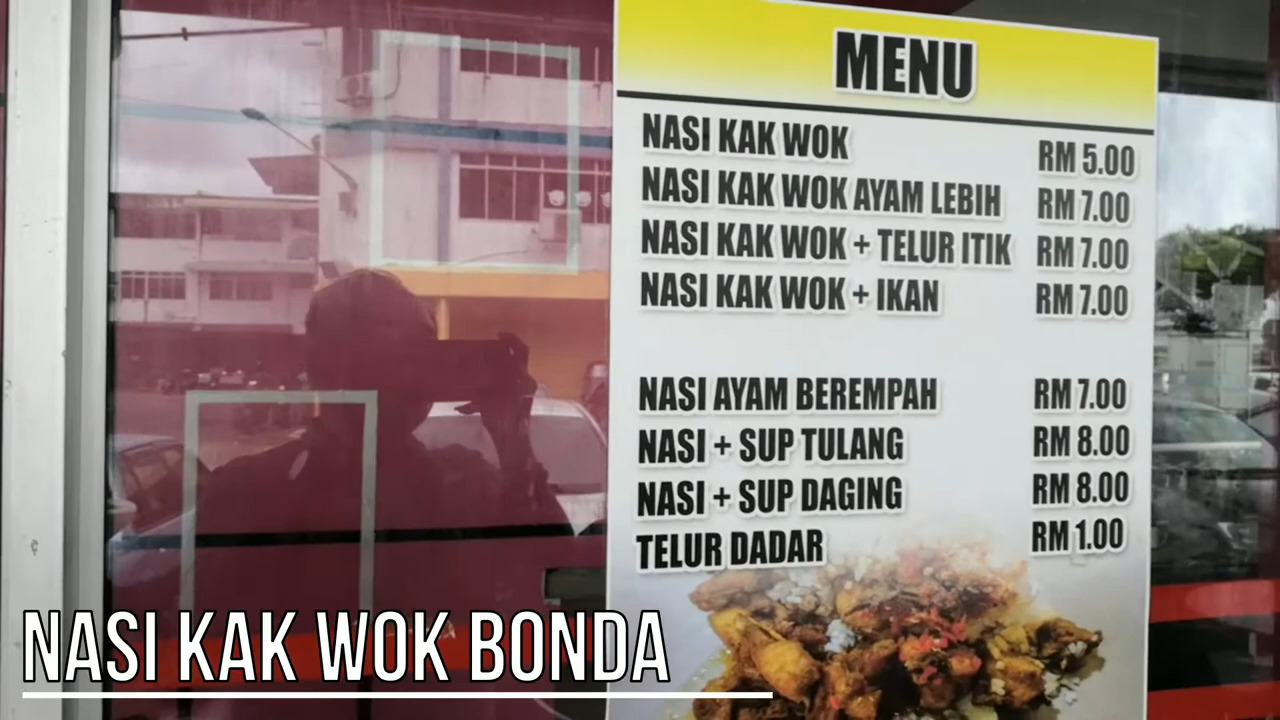 MENU
NASI KAK WOK RM 5.00
NASI KAK WOK AYAM LEBIH RM 7.00
NASI KAK WOK + TELUR ITIK RM 7.00
NASI KAK WOK + IKAN RM 7.00
NASI AYAM BEREMPAH RM 7.00
NASI + SUP TULANG RM 8.00
NASI + SUP DAGING RM 8.00
TELUR DADAR RM 1.00
NASI KAK WOK BONDA